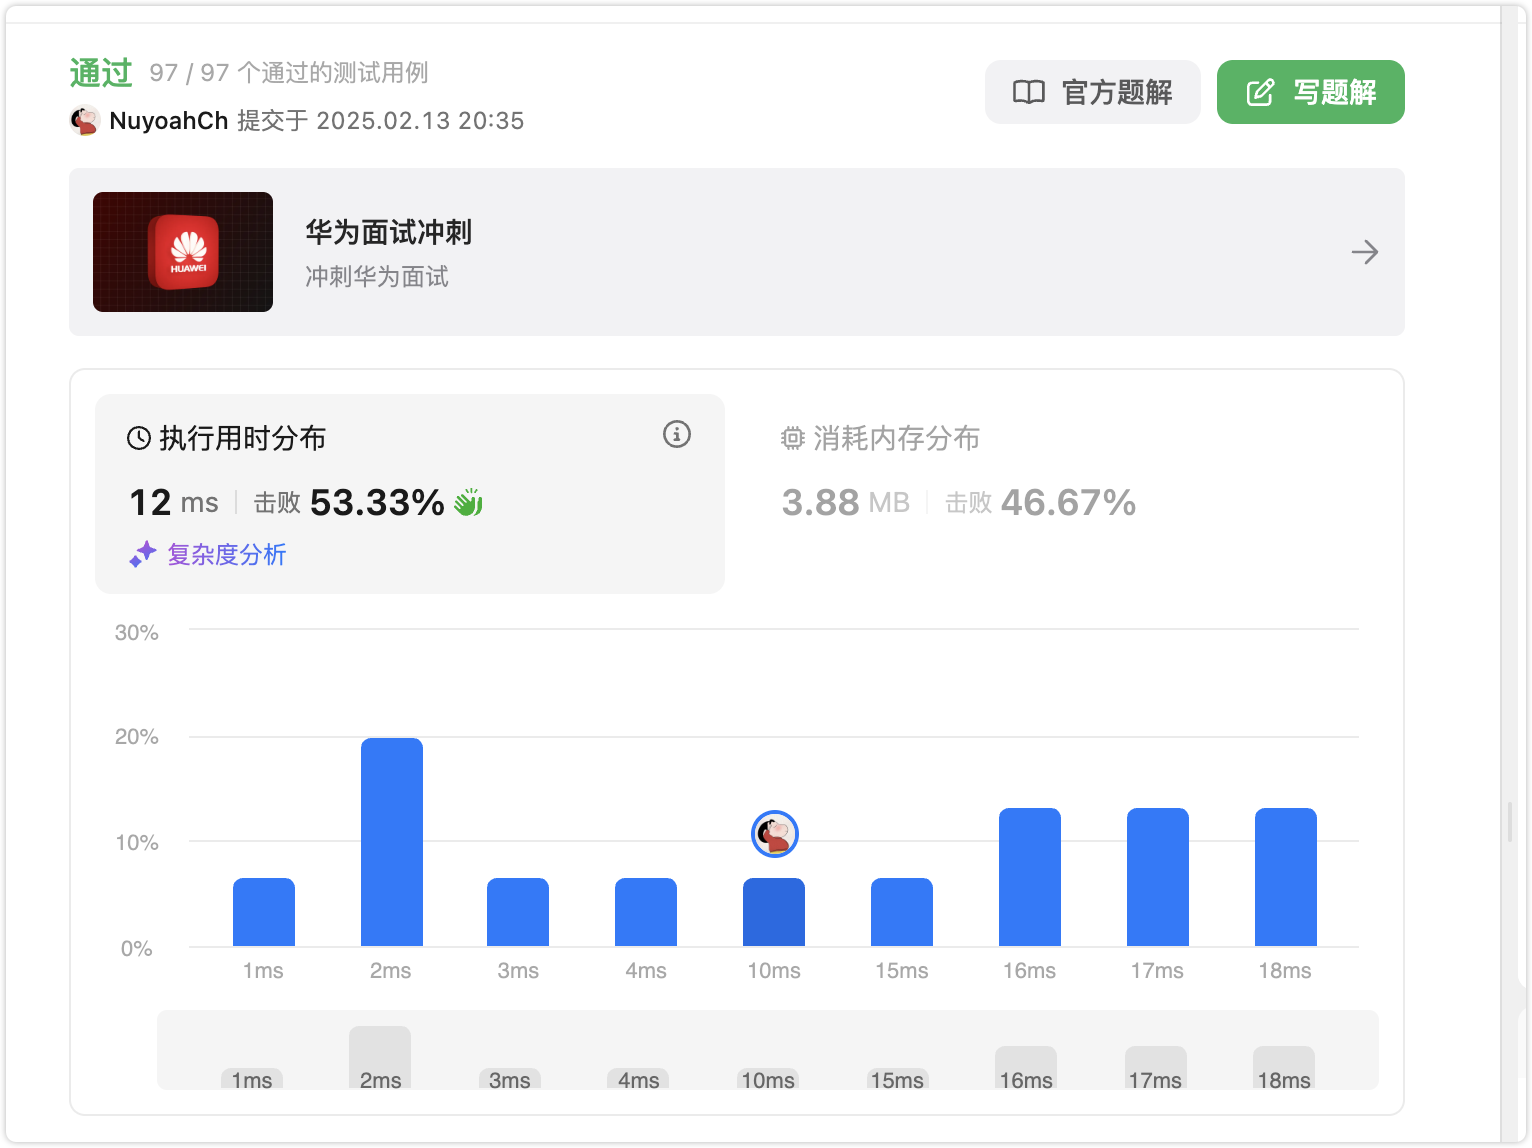 通过 97 / 97 个通过的测试用例
NuyoahCh 提交于 2025.02.13 20:35
官方题解
写题解
HUAWEI
华为面试冲刺
冲刺华为面试
执行用时分布
12 ms 击败 53.33%
复杂度分析
消耗内存分布
3.88 MB 击败 46.67%
30%
20%
10%
0%
1ms 2ms 3ms 4ms 10ms 15ms 16ms 17ms 18ms
1ms 2ms 3ms 4ms 10ms 15ms 16ms 17ms 18ms